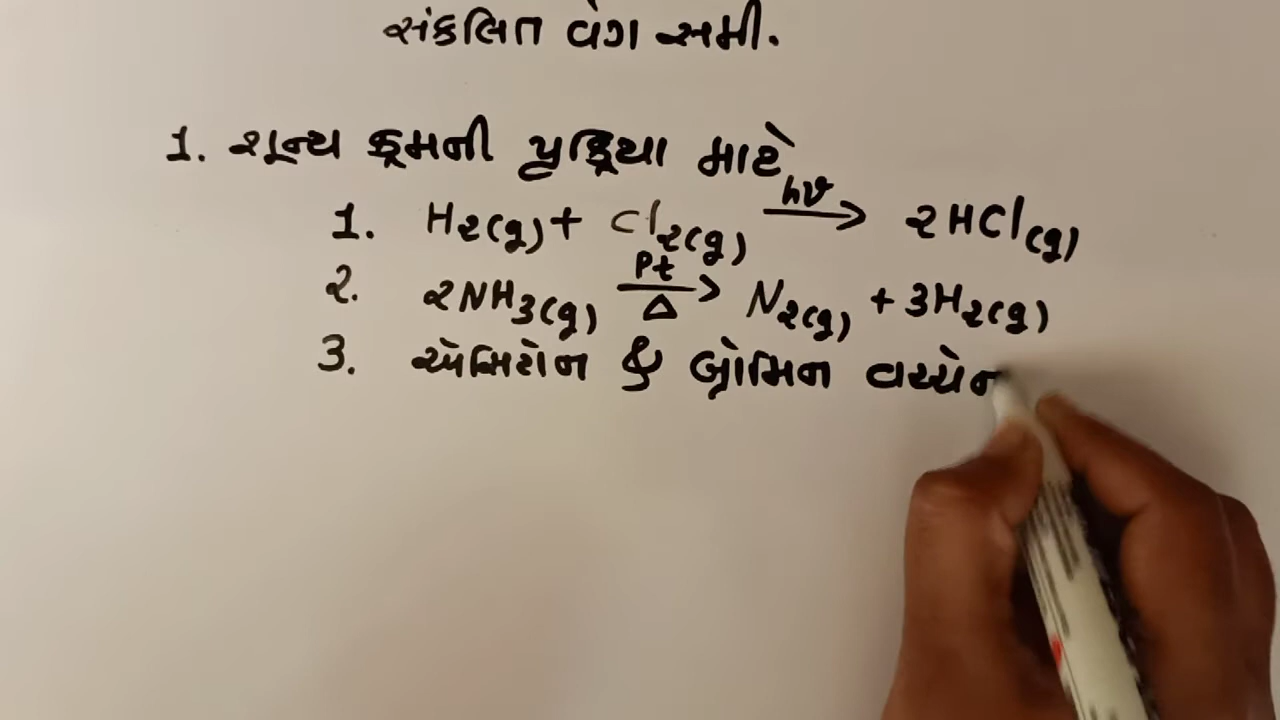 સંકલિત વેગ સમી.
1. શૂન્ય ક્રમની પ્રક્રિયા માટે
1. H2(g) + Cl2(g) hν → 2HCl(g)
2. 2NH3(g) Pt → Δ N2(g) + 3H2(g)
3. એસિટોન & બ્રોમિન વચ્ચેન